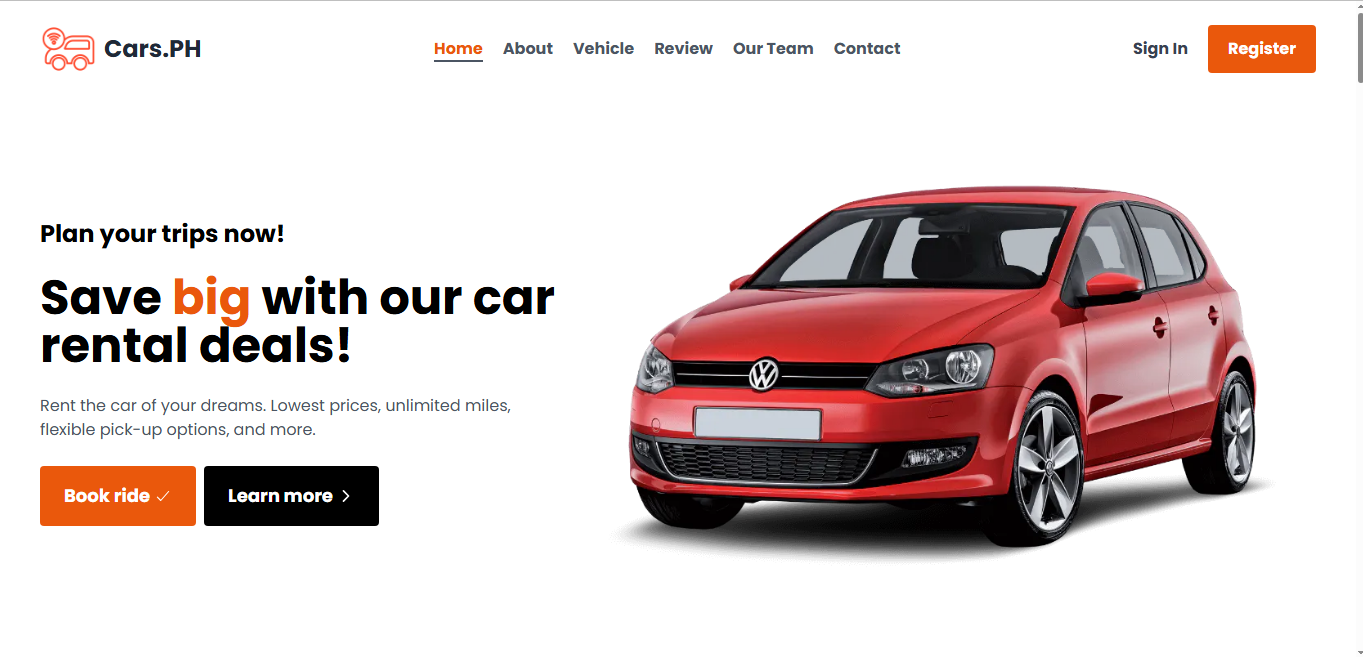 Cars.PH
Home About Vehicle Review Our Team Contact
Sign In Register
Plan your trips now!
Save big with our car
rental deals!
Rent the car of your dreams. Lowest prices, unlimited miles,
flexible pick-up options, and more.
Book ride Learn more